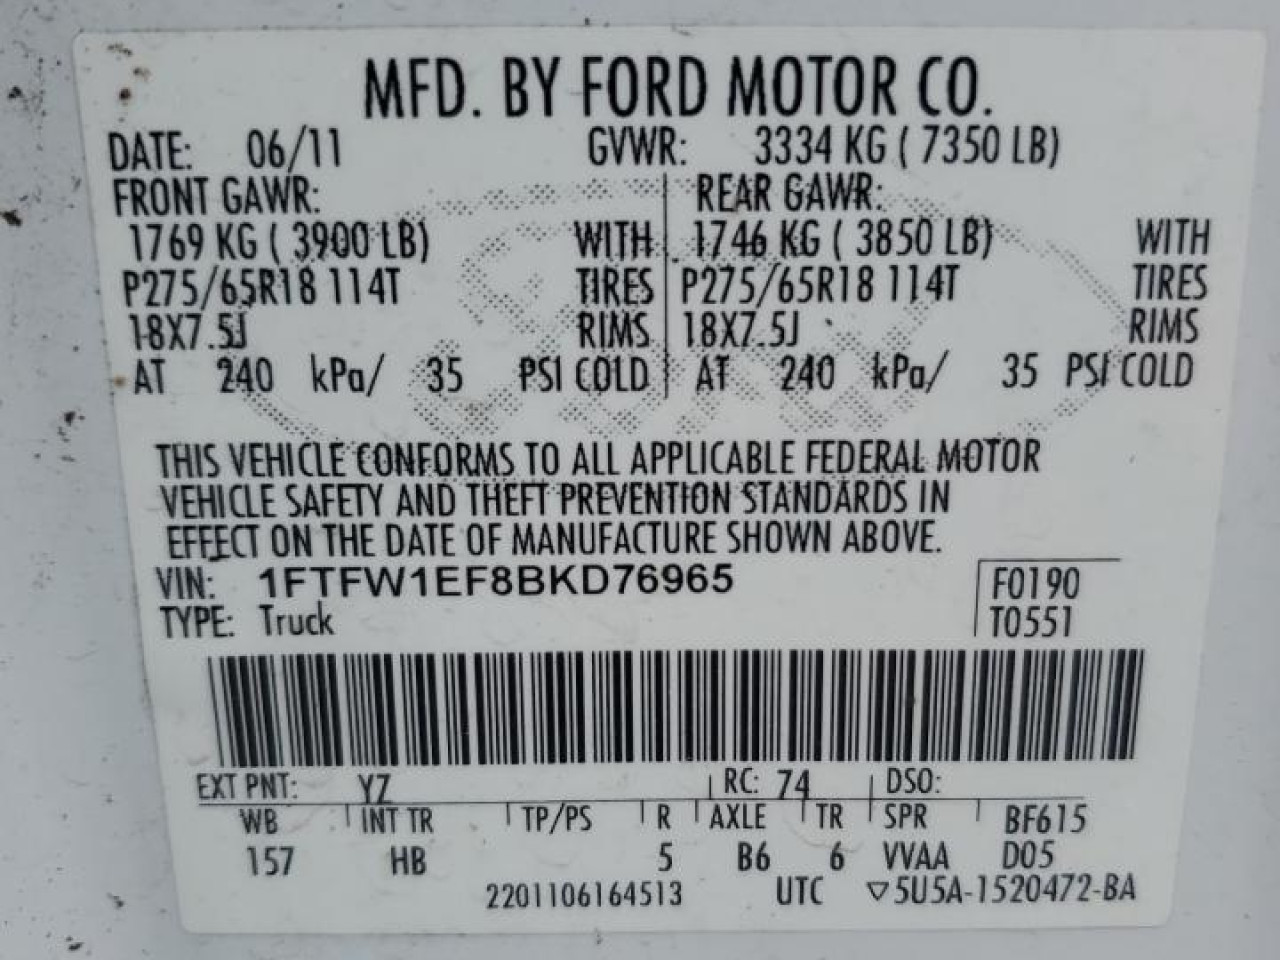 MFD. BY FORD MOTOR CO.
DATE: 06/11 GVWR: 3334 KG ( 7350 LB)
FRONT GAWR: REAR GAWR:
1769 KG ( 3900 LB) WITH 1746 KG ( 3850 LB) WITH
P275/65R18 114T TIRES P275/65R18 114T TIRES
18X7.5J RIMS 18X7.5J RIMS
AT 240 kPa/ 35 PSI COLD AT 240 kPa/ 35 PSI COLD
THIS VEHICLE CONFORMS TO ALL APPLICABLE FEDERAL MOTOR
VEHICLE SAFETY AND THEFT PREVENTION STANDARDS IN
EFFECT ON THE DATE OF MANUFACTURE SHOWN ABOVE.
VIN: 1FTFW1EF8BKD76965 F0190
TYPE: Truck T0551
EXT PNT: YZ RC: 74 DSO:
WB INT TR TP/PS R AXLE TR SPR BF615
157 HB 5 B6 6 VVAA D05
2201106164513 UTC ▽5U5A-1520472-BA